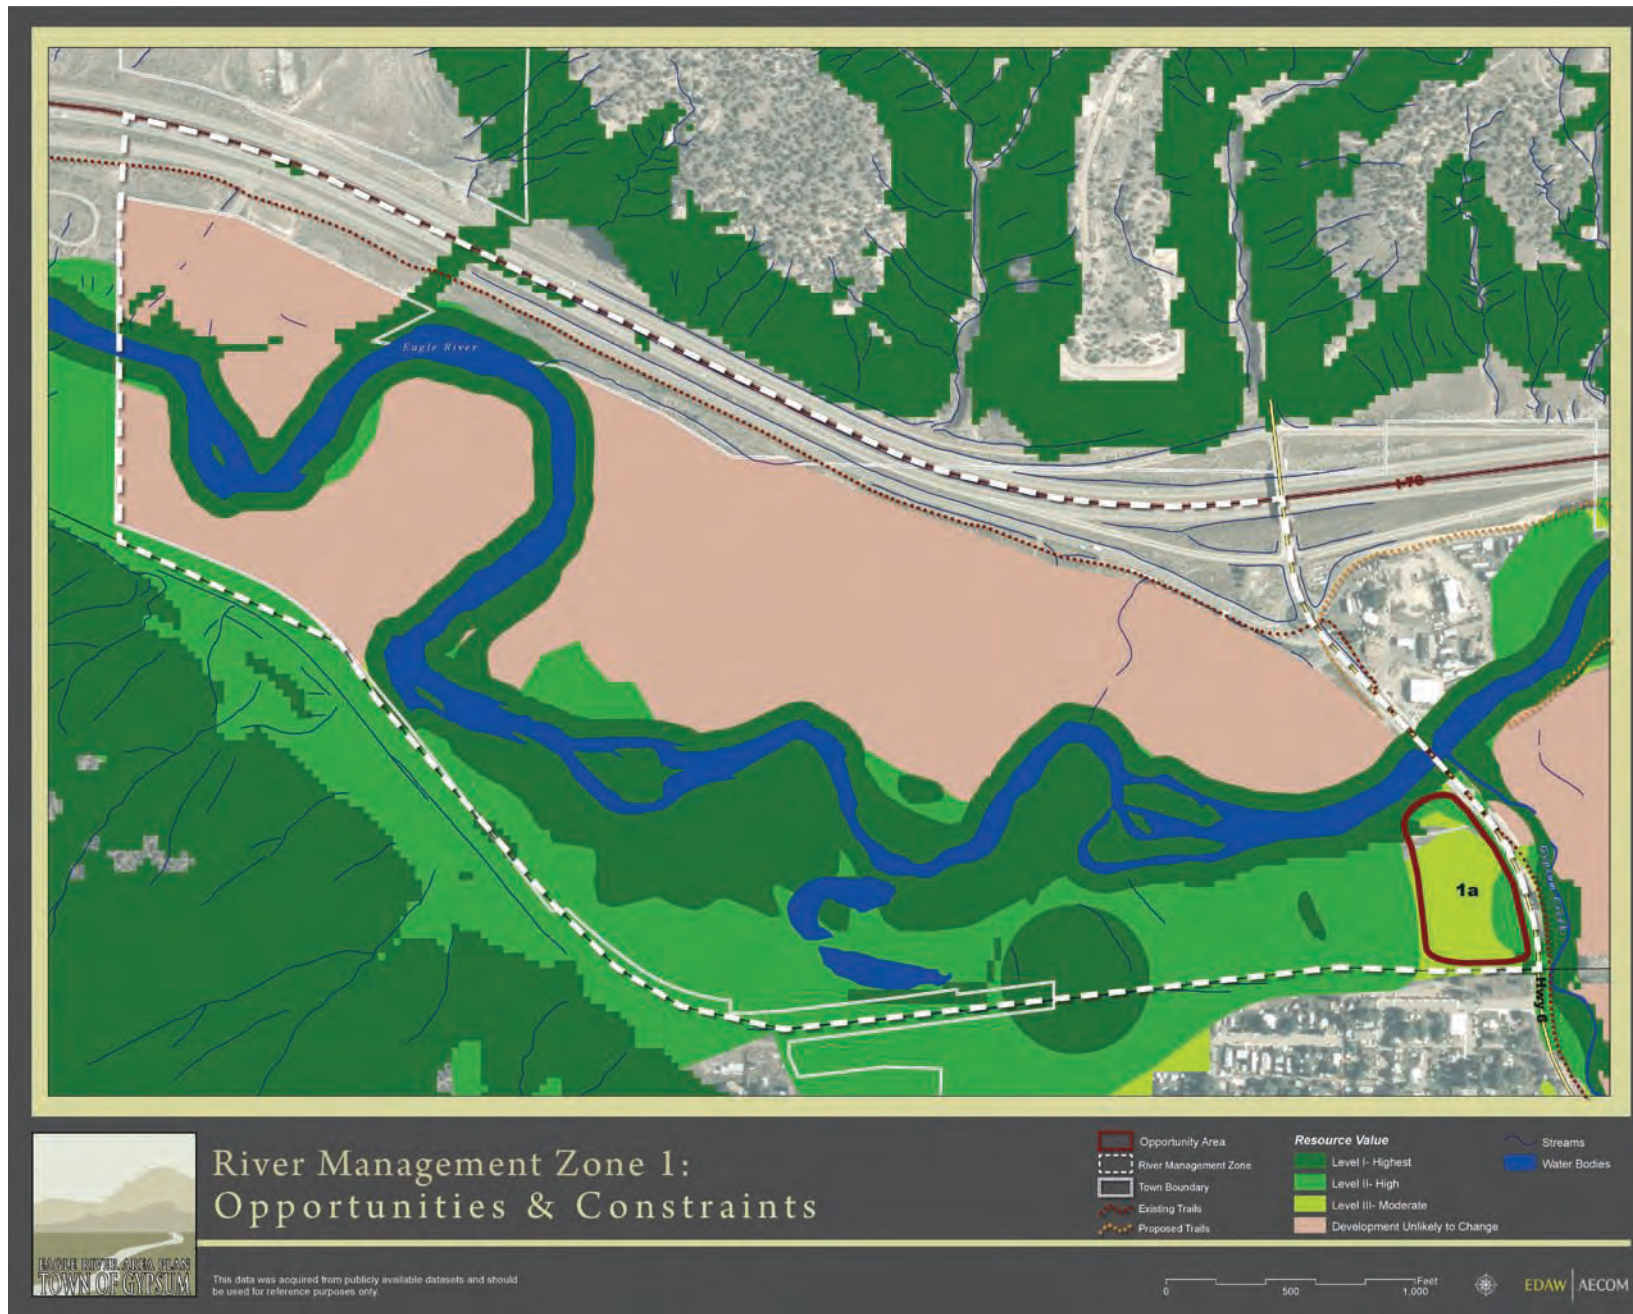 Eagle River
I-70
1a
Gypsum Creek
Hwy 6
River Management Zone 1:
Opportunities & Constraints
EAGLE RIVER AREA PLAN
TOWN OF GYPSUM
This data was acquired from publicly available datasets and should
be used for reference purposes only.
Opportunity Area
River Management Zone
Town Boundary
Existing Trails
Proposed Trails
Resource Value
Level I- Highest
Level II- High
Level III- Moderate
Development Unlikely to Change
Streams
Water Bodies
Feet
0 500 1,000
EDAW | AECOM